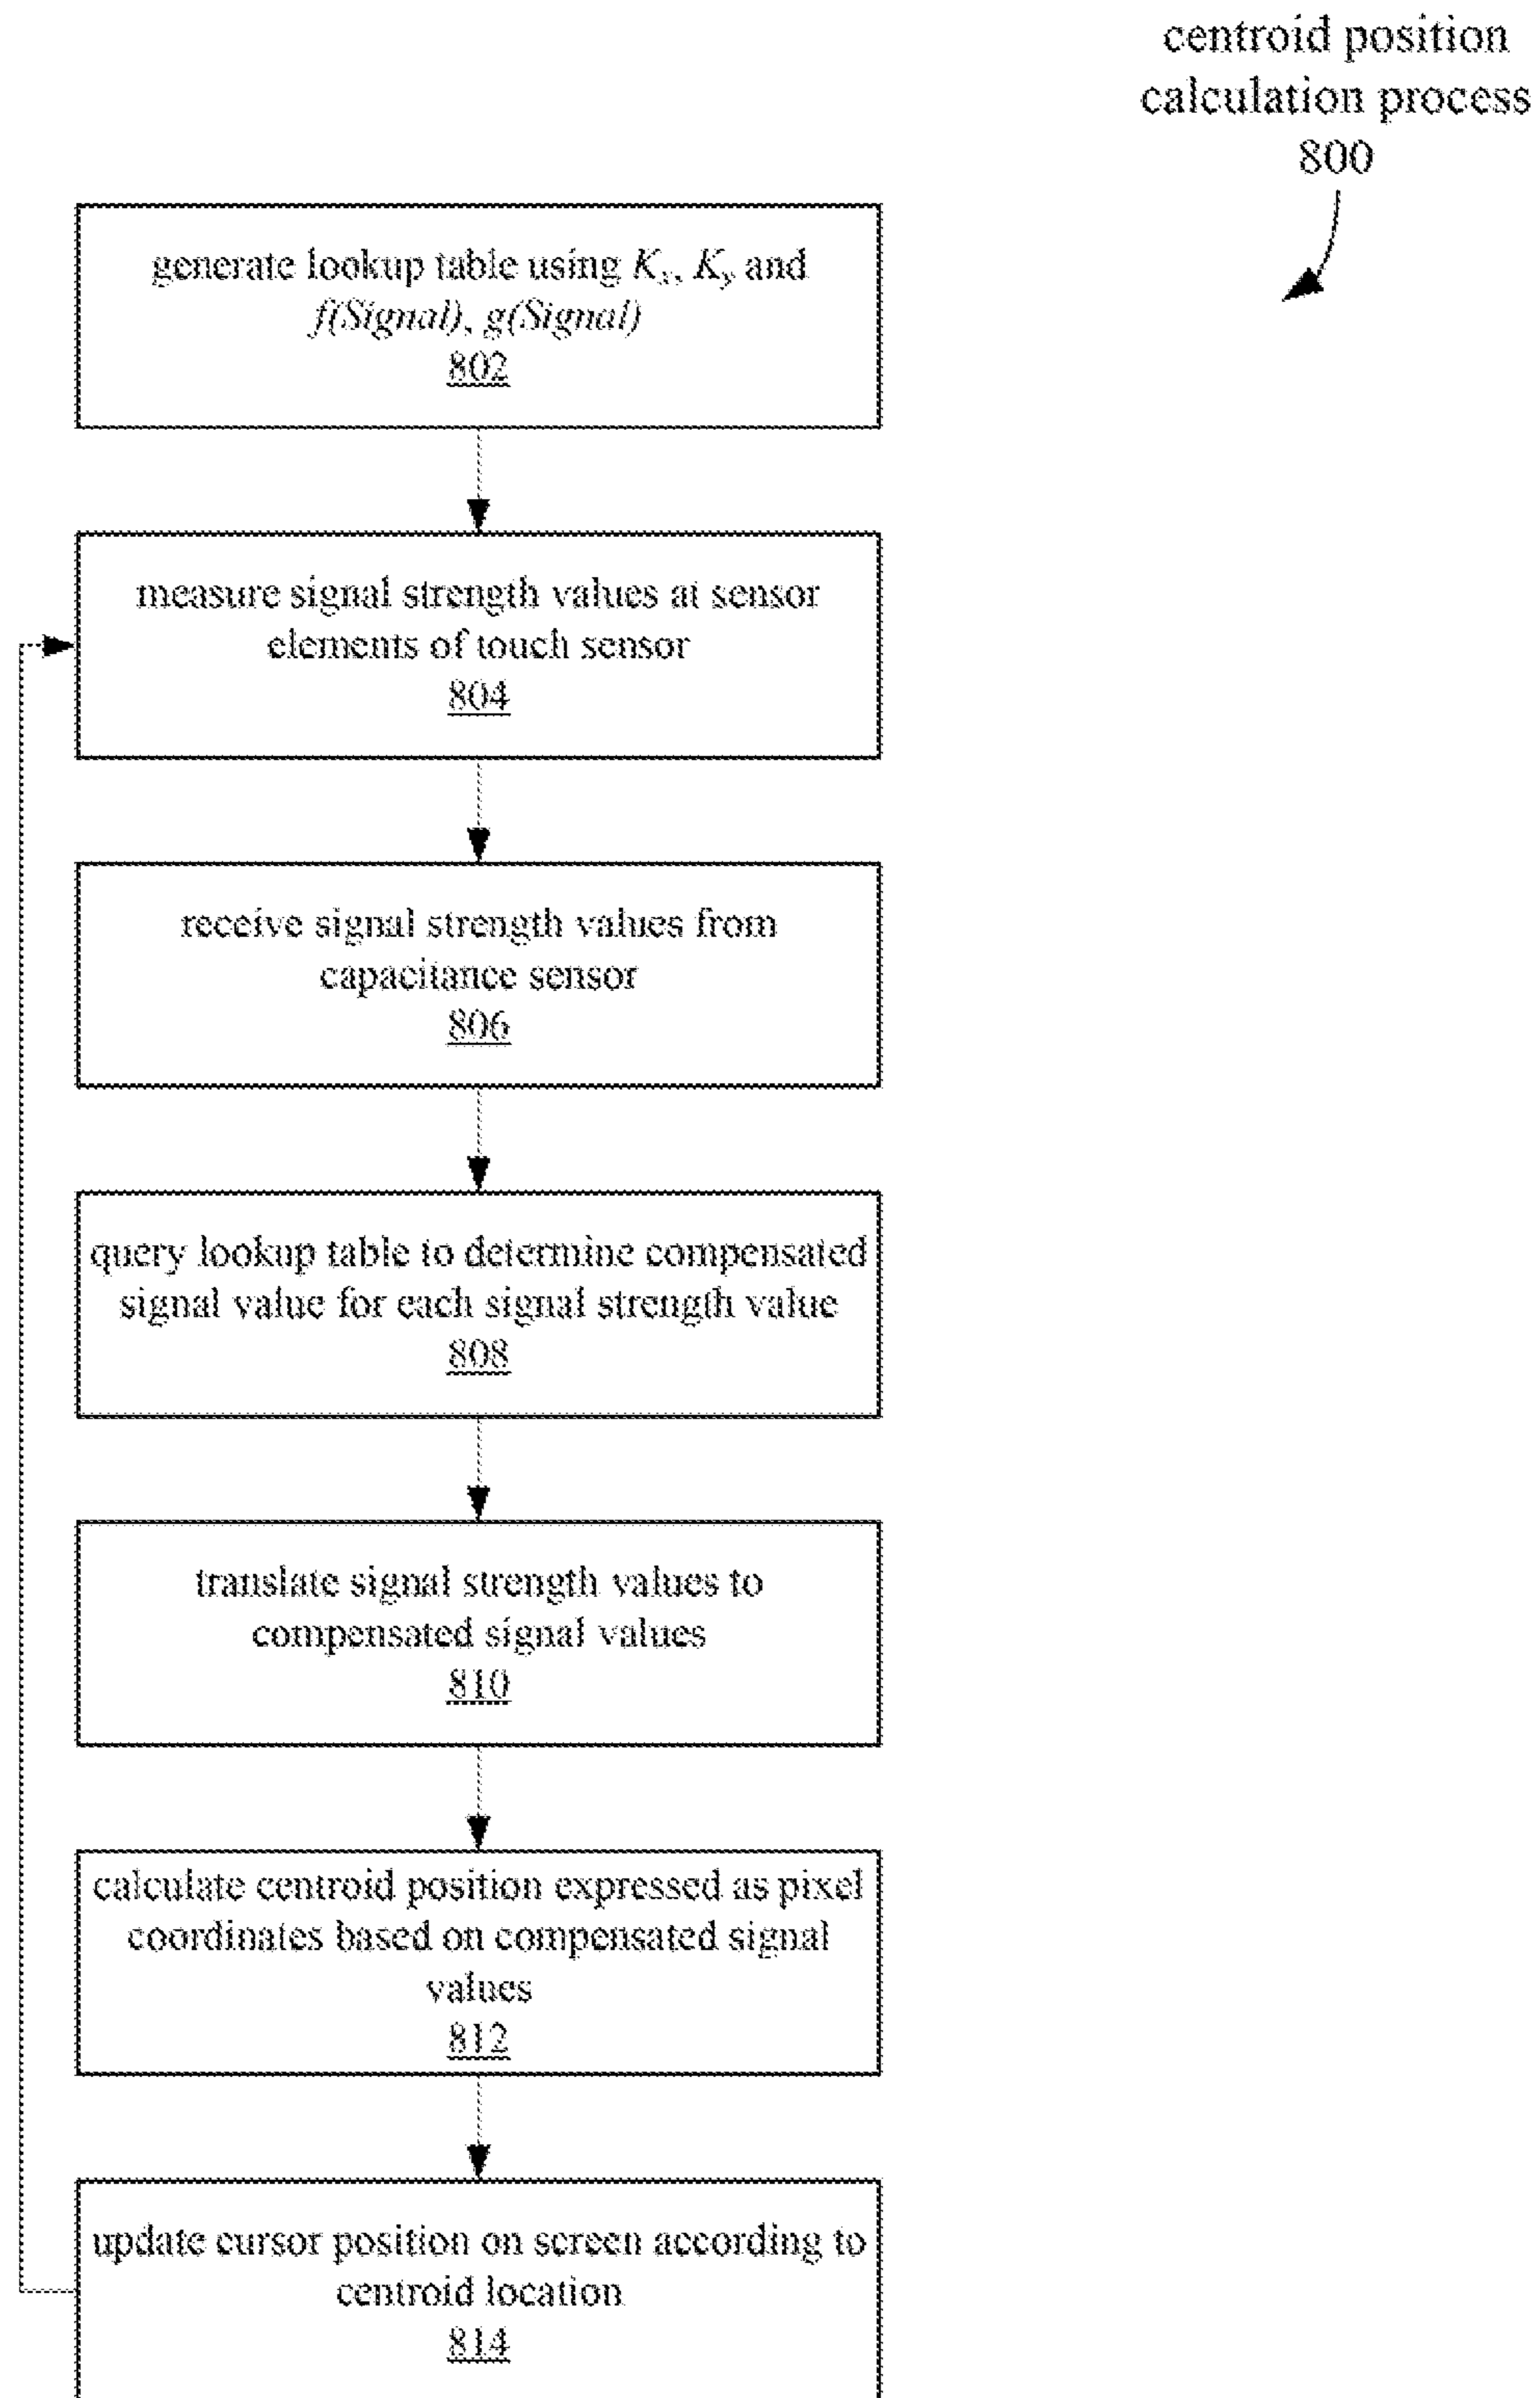 centroid position
calculation process
800
generate lookup table using Kx, Ky and
f(Signal), g(Signal)
802
measure signal strength values at sensor
elements of touch sensor
804
receive signal strength values from
capacitance sensor
806
query lookup table to determine compensated
signal value for each signal strength value
808
translate signal strength values to
compensated signal values
810
calculate centroid position expressed as pixel
coordinates based on compensated signal
values
812
update cursor position on screen according to
centroid location
814